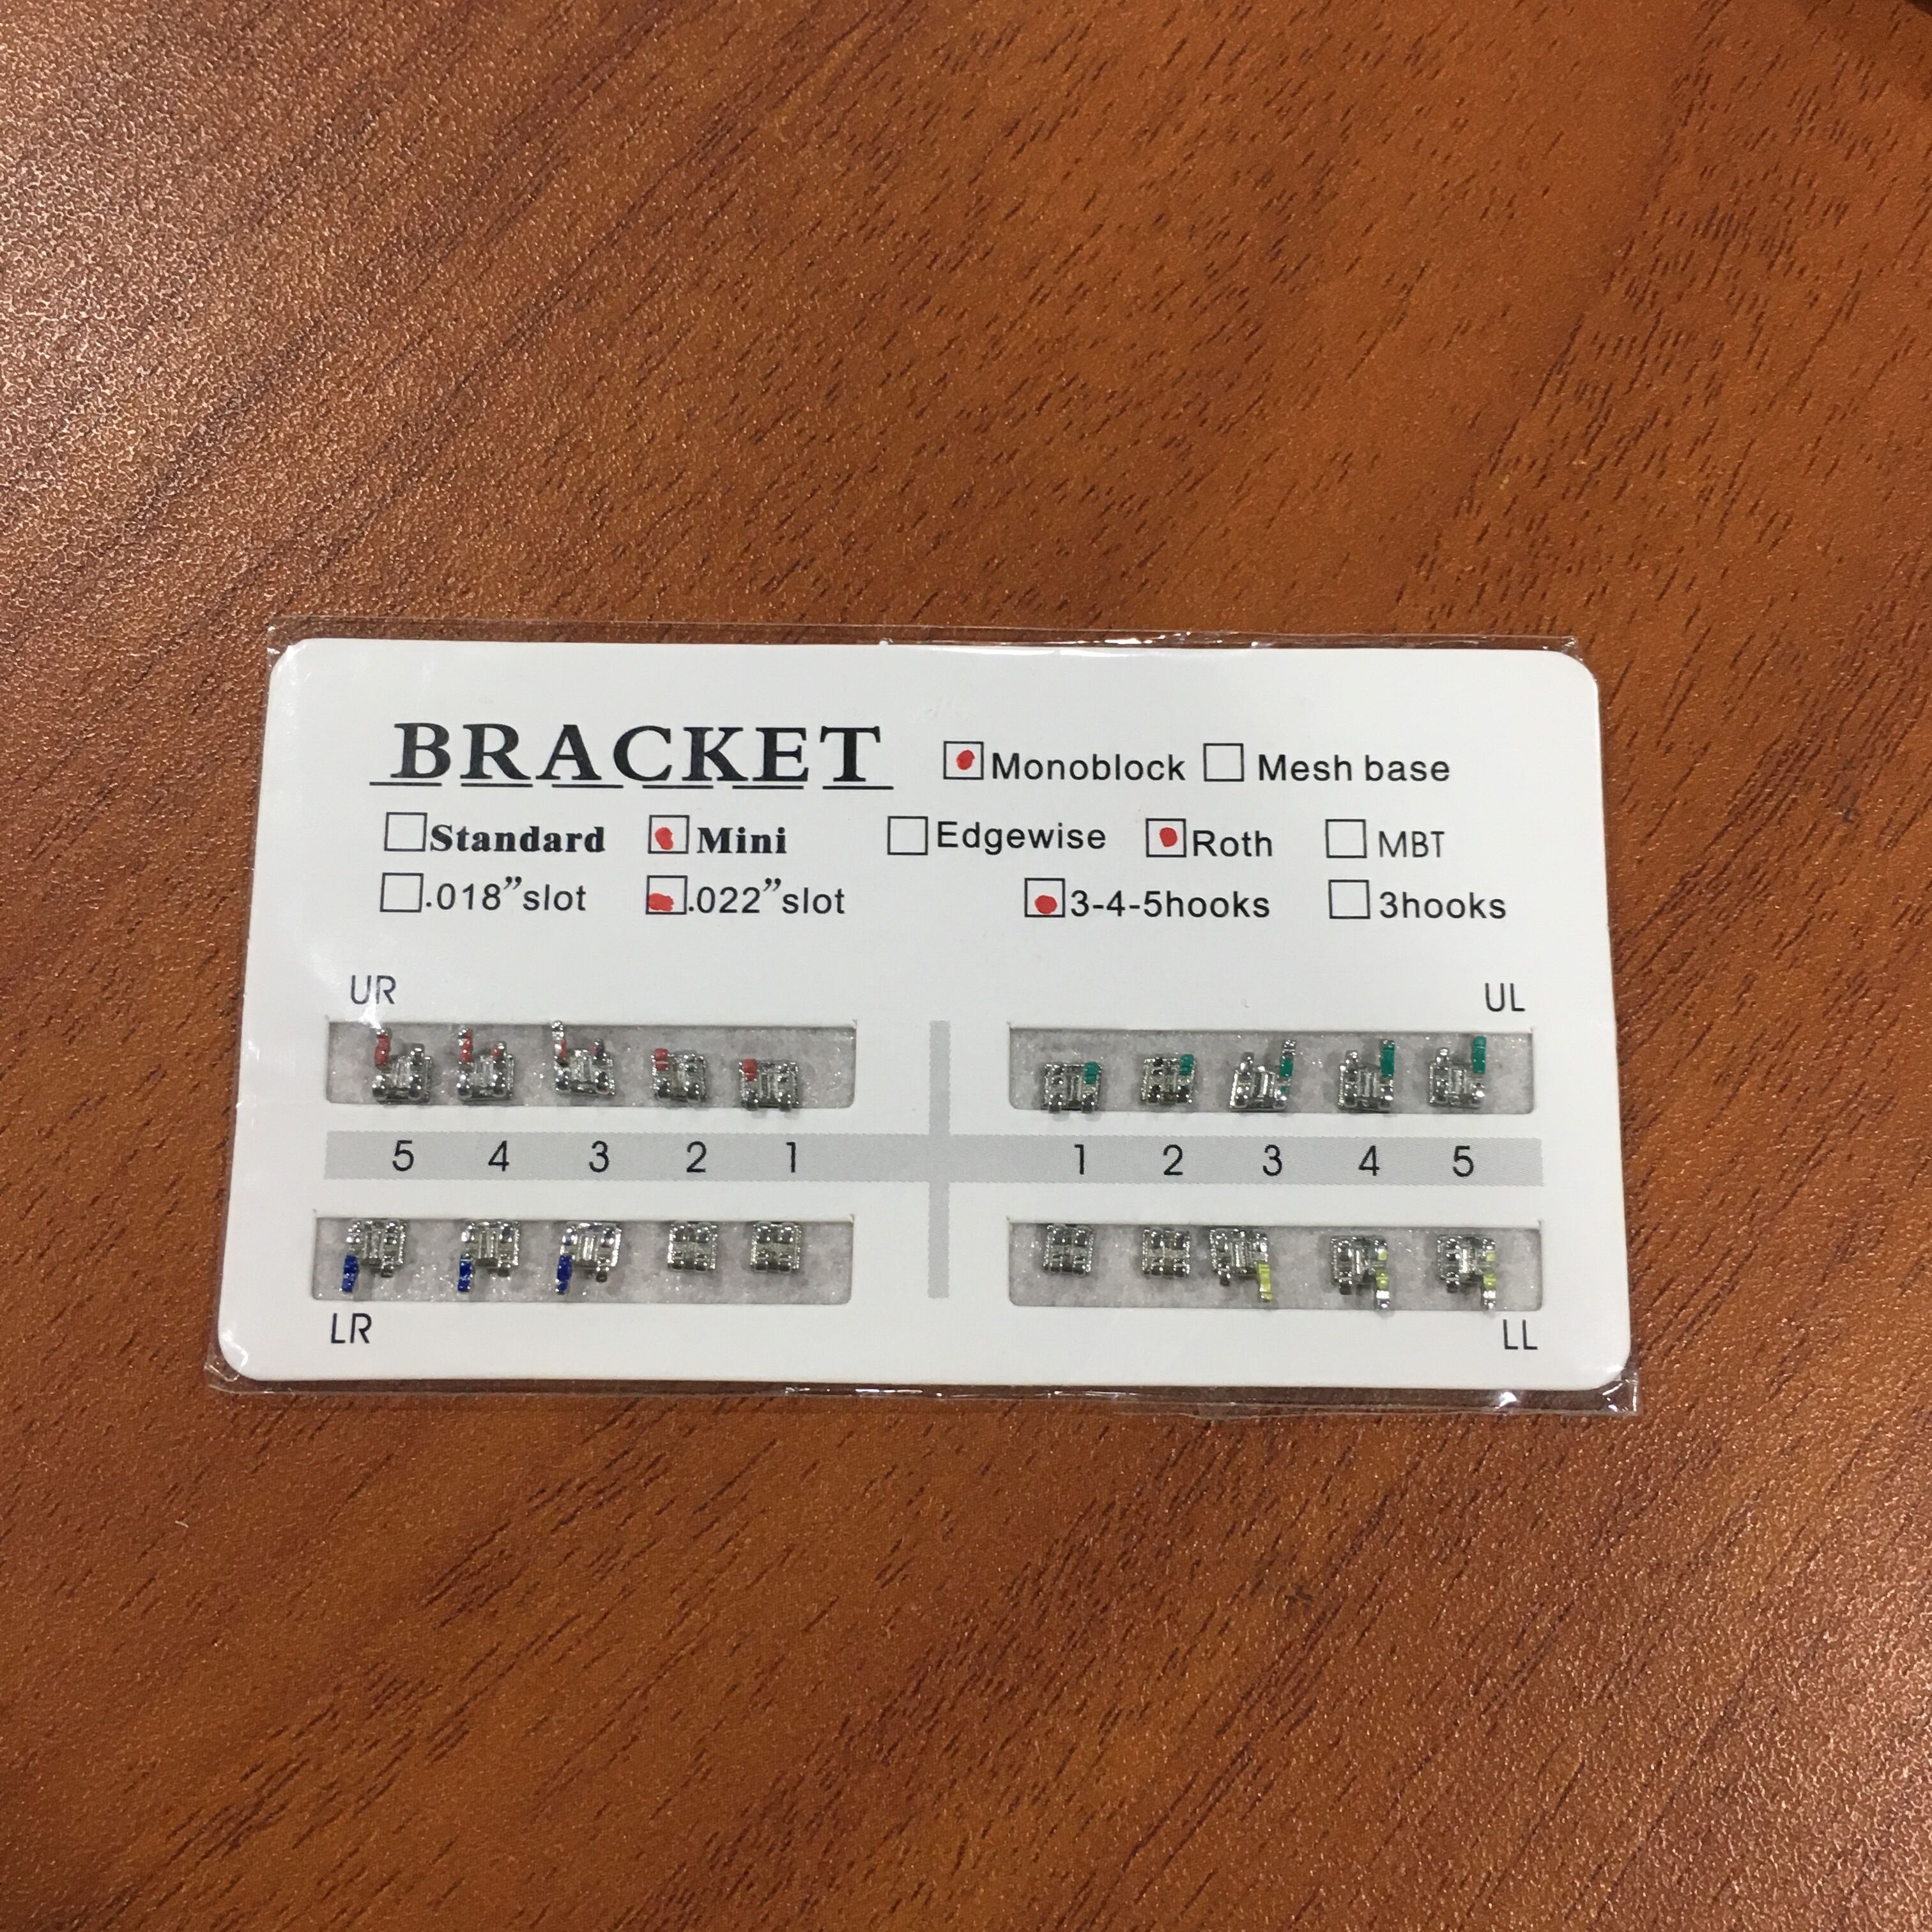 BRACKET Monoblock Mesh base
Standard Mini Edgewise Roth MBT
.018”slot .022”slot 3-4-5hooks 3hooks
UR UL
5 4 3 2 1 1 2 3 4 5
LR LL